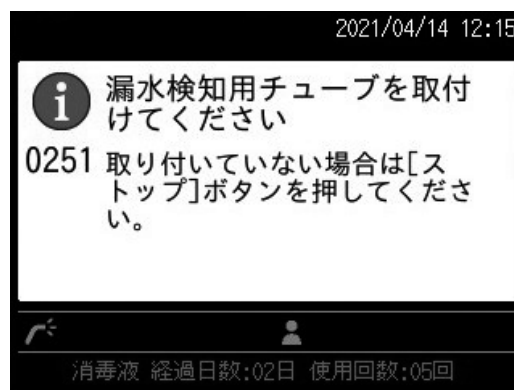 2021/04/14 12:15
漏水検知用チューブを取付
けてください
0251 取り付いていない場合は[ス
トップ]ボタンを押してくださ
い。
消毒液 経過日数:02日 使用回数:05回